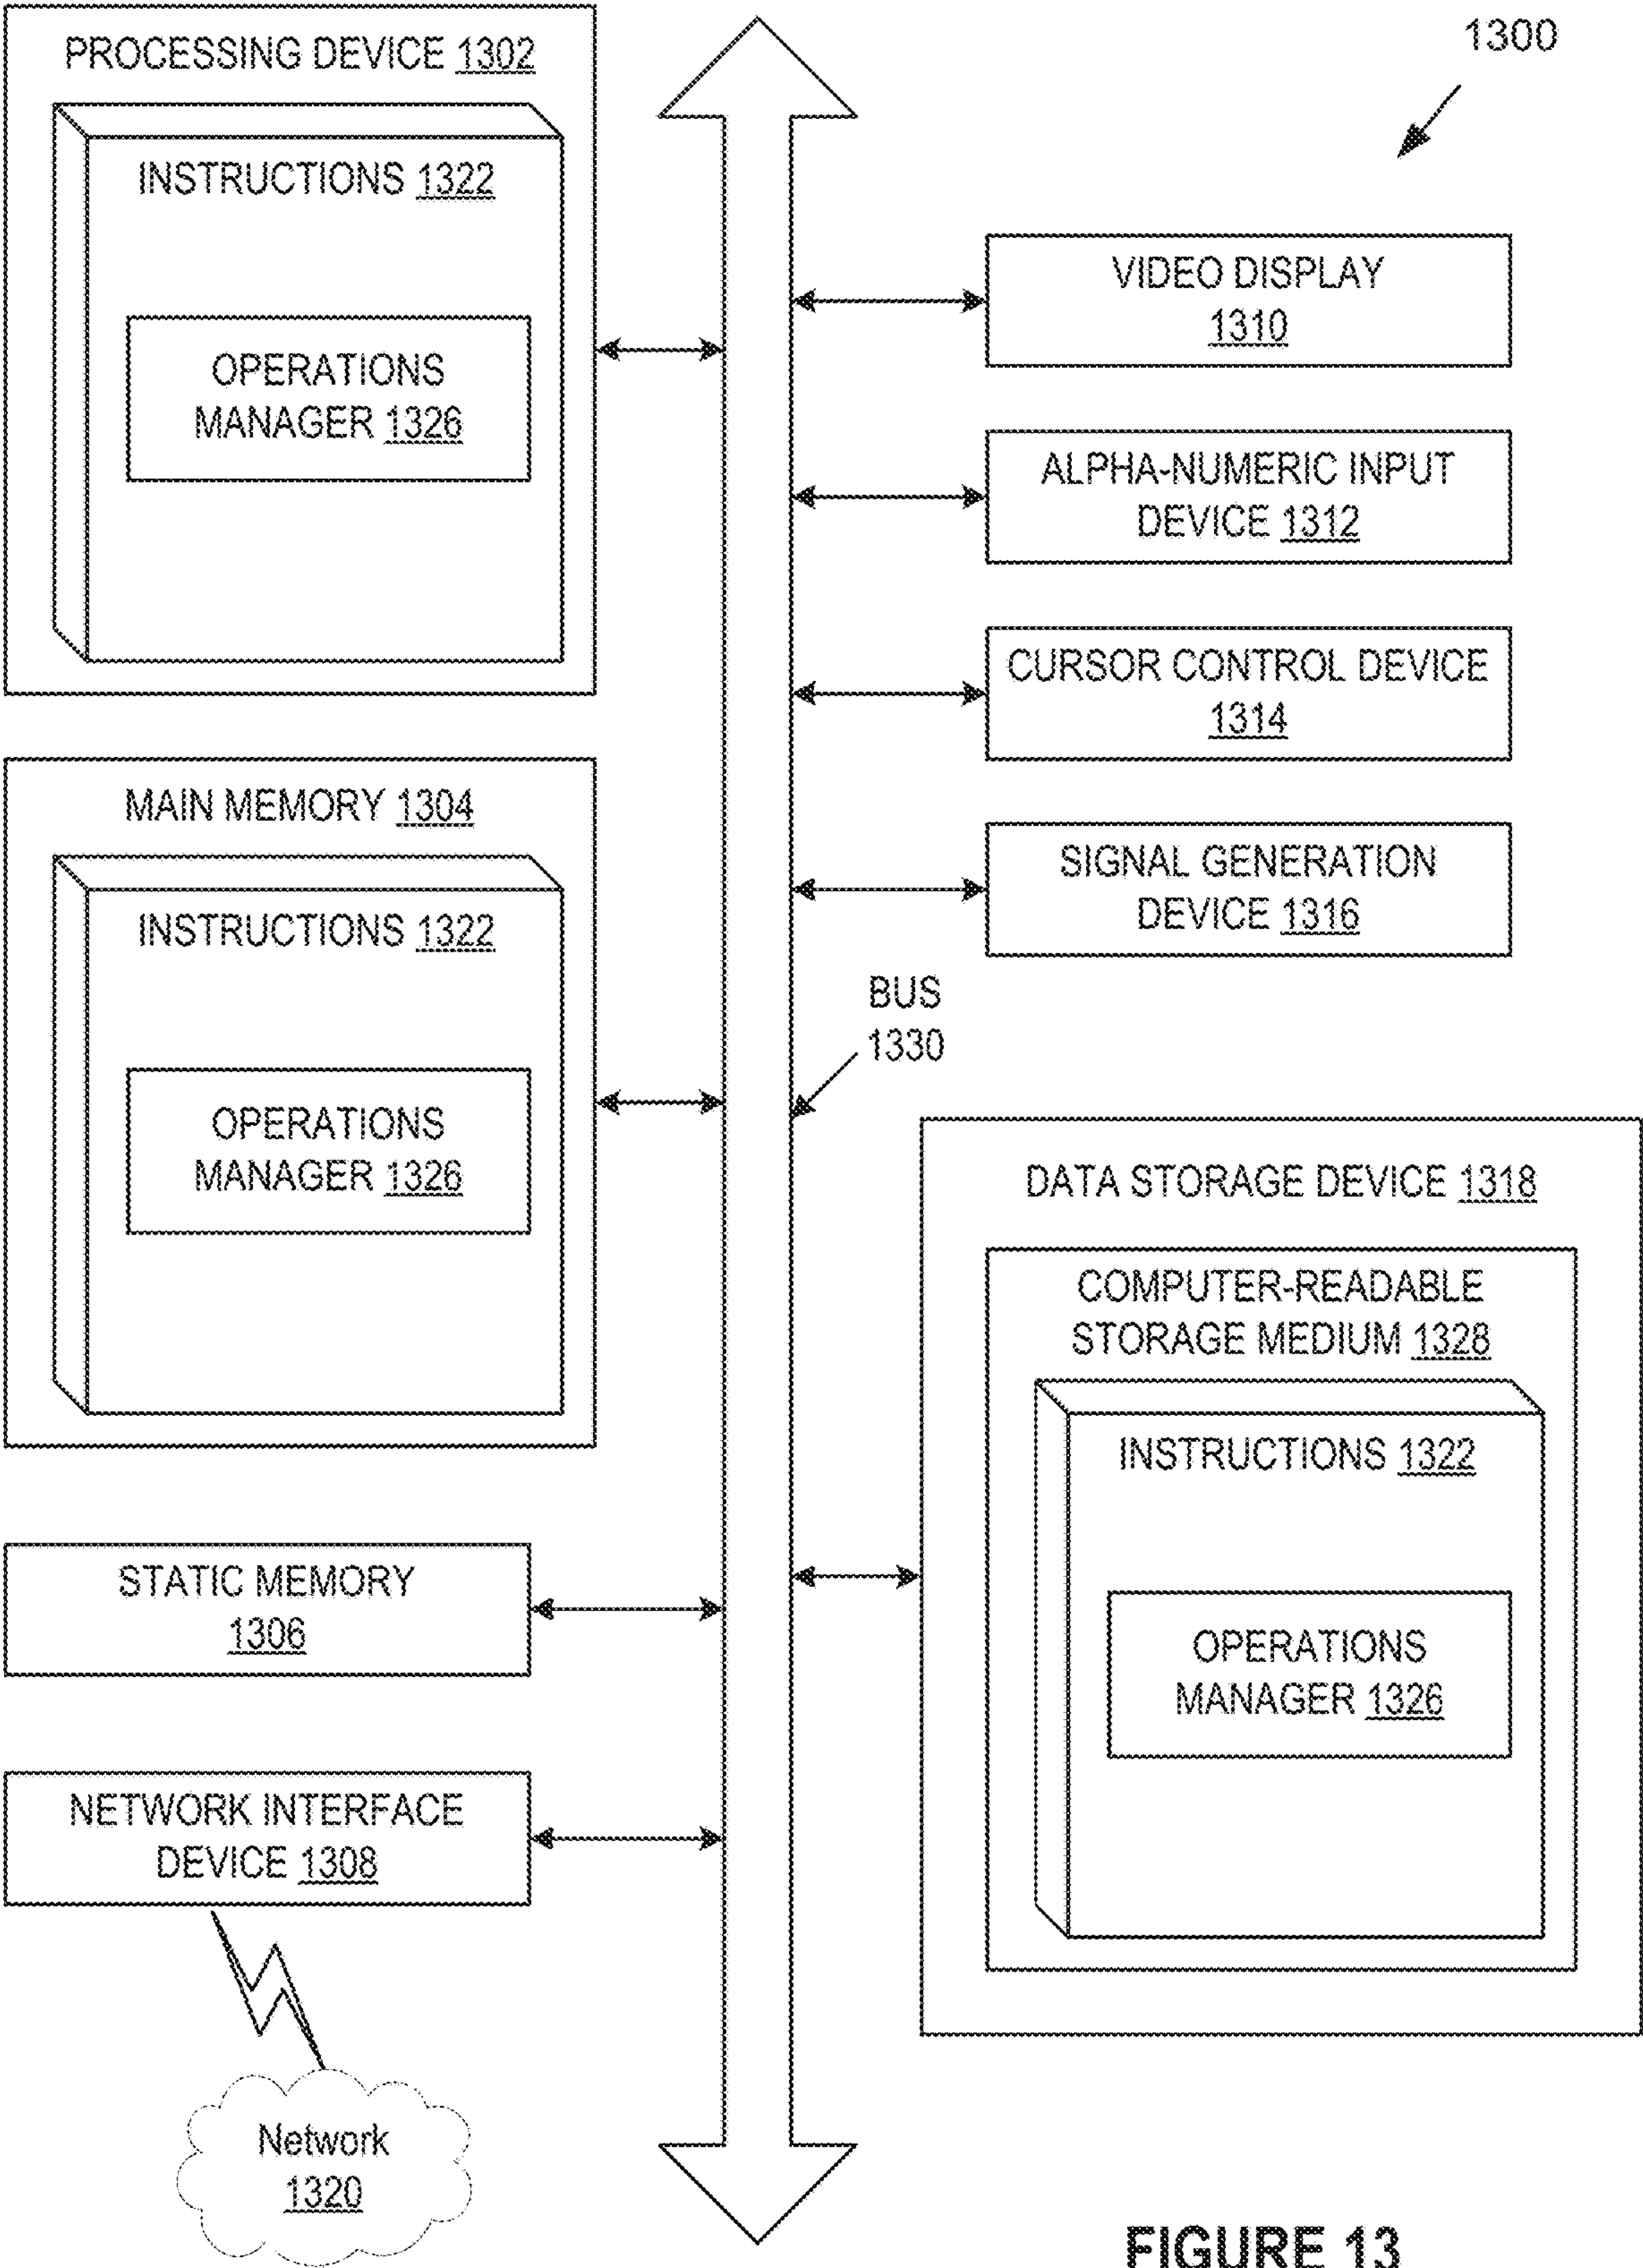 1300
PROCESSING DEVICE 1302
INSTRUCTIONS 1322
OPERATIONS
MANAGER 1326
MAIN MEMORY 1304
INSTRUCTIONS 1322
OPERATIONS
MANAGER 1326
STATIC MEMORY
1306
NETWORK INTERFACE
DEVICE 1308
Network
1320
VIDEO DISPLAY
1310
ALPHA-NUMERIC INPUT
DEVICE 1312
CURSOR CONTROL DEVICE
1314
SIGNAL GENERATION
DEVICE 1316
BUS
1330
DATA STORAGE DEVICE 1318
COMPUTER-READABLE
STORAGE MEDIUM 1328
INSTRUCTIONS 1322
OPERATIONS
MANAGER 1326
FIGURE 13